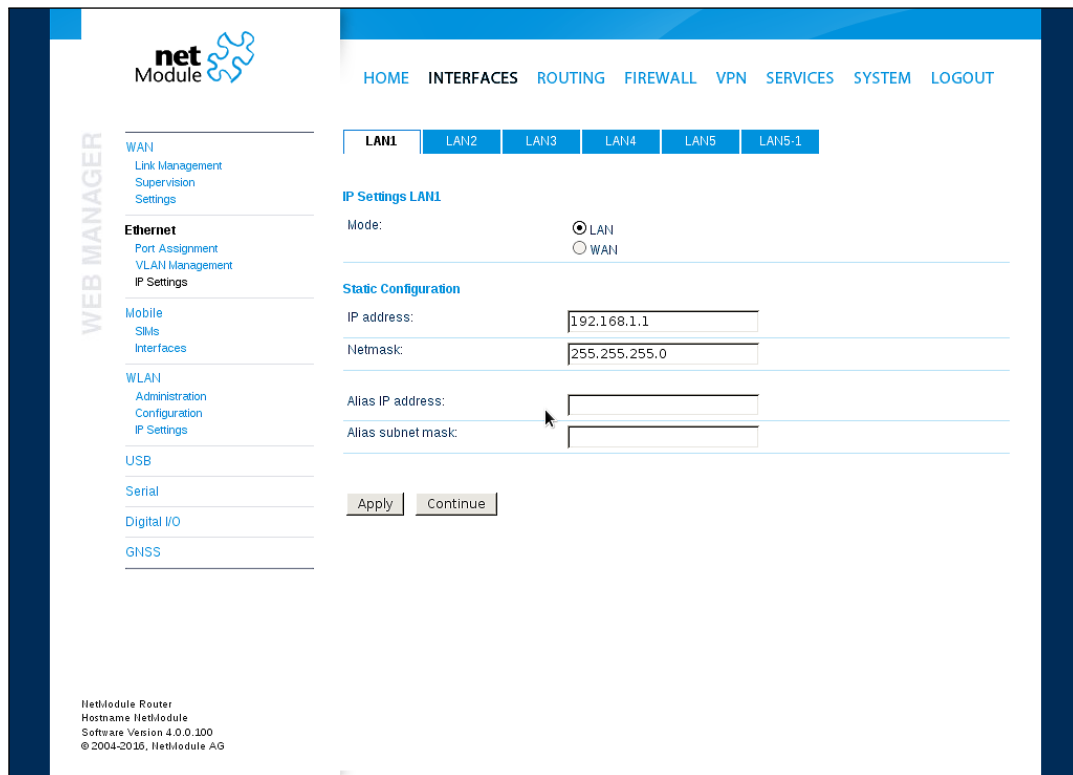 net
Module
HOME INTERFACES ROUTING FIREWALL VPN SERVICES SYSTEM LOGOUT
WEB MANAGER
WAN
Link Management
Supervision
Settings
Ethernet
Port Assignment
VLAN Management
IP Settings
Mobile
SIMs
Interfaces
WLAN
Administration
Configuration
IP Settings
USB
Serial
Digital I/O
GNSS
LAN1 LAN2 LAN3 LAN4 LAN5 LAN5-1
IP Settings LAN1
Mode: LAN
WAN
Static Configuration
IP address: 192.168.1.1
Netmask: 255.255.255.0
Alias IP address:
Alias subnet mask:
Apply Continue
NetModule Router
Hostname NetModule
Software Version 4.0.0.100
© 2004-2016, NetModule AG